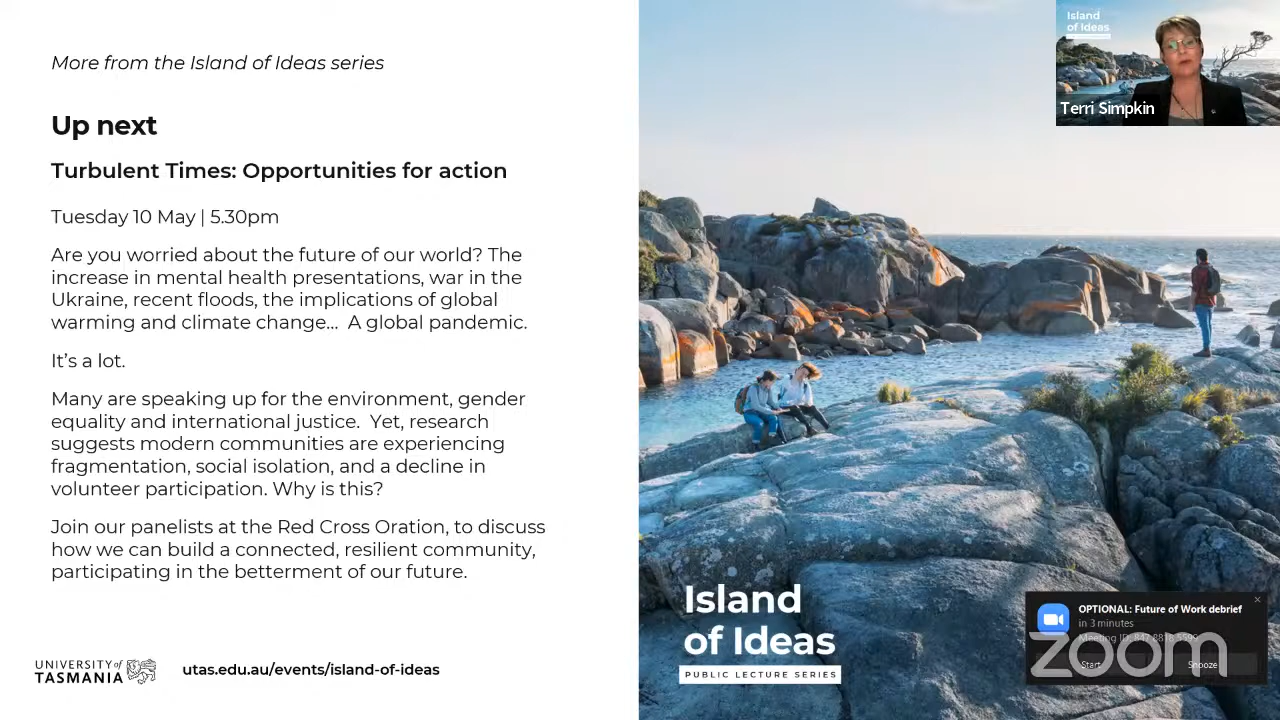 More from the Island of Ideas series
Up next
Turbulent Times: Opportunities for action
Tuesday 10 May | 5.30pm
Are you worried about the future of our world? The
increase in mental health presentations, war in the
Ukraine, recent floods, the implications of global
warming and climate change... A global pandemic.
It's a lot.
Many are speaking up for the environment, gender
equality and international justice. Yet, research
suggests modern communities are experiencing
fragmentation, social isolation, and a decline in
volunteer participation. Why is this?
Join our panelists at the Red Cross Oration, to discuss
how we can build a connected, resilient community,
participating in the betterment of our future.
UNIVERSITY of
TASMANIA
utas.edu.au/events/island-of-ideas
Island
of Ideas
Terri Simpkin
Island
of Ideas
PUBLIC LECTURE SERIES
OPTIONAL: Future of Work debrief
in 3 minutes
Meeting ID: 847 8818 5599
Start
Snooze
zoom